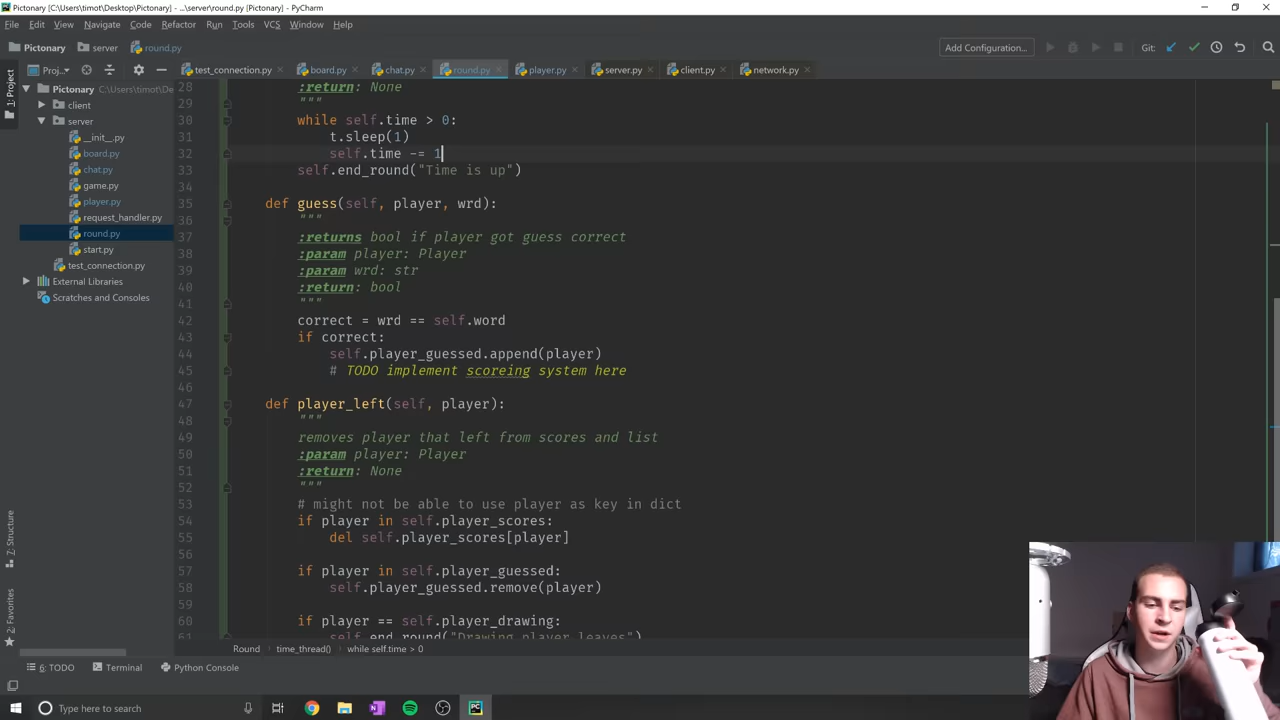 Pictonary [C:\Users\timot\Desktop\Pictonary] - ...\server\round.py [Pictonary] - PyCharm
File Edit View Navigate Code Refactor Run Tools VCS Window Help
Pictonary server round.py Add Configuration... Git:
1: Project
Proj... test_connection.py board.py chat.py round.py player.py server.py client.py network.py
Pictonary C:\Users\timot\De
client
server
__init__.py
board.py
chat.py
game.py
player.py
request_handler.py
round.py
start.py
test_connection.py
External Libraries
Scratches and Consoles
28 :return: None
29 """
30 while self.time > 0:
31 t.sleep(1)
32 self.time -= 1
33 self.end_round("Time is up")
34
35 def guess(self, player, wrd):
36 """
37 :returns bool if player got guess correct
38 :param player: Player
39 :param wrd: str
40 :return: bool
41 """
42 correct = wrd == self.word
43 if correct:
44 self.player_guessed.append(player)
45 # TODO implement scoreing system here
46
47 def player_left(self, player):
48 """
49 removes player that left from scores and list
50 :param player: Player
51 :return: None
52 """
53 # might not be able to use player as key in dict
54 if player in self.player_scores:
55 del self.player_scores[player]
56
57 if player in self.player_guessed:
58 self.player_guessed.remove(player)
59
60 if player == self.player_drawing:
61 self.end_round("Drawing player leaves")
Z: Structure
2: Favorites
Round time_thread() while self.time > 0
6: TODO Terminal Python Console
Type here to search